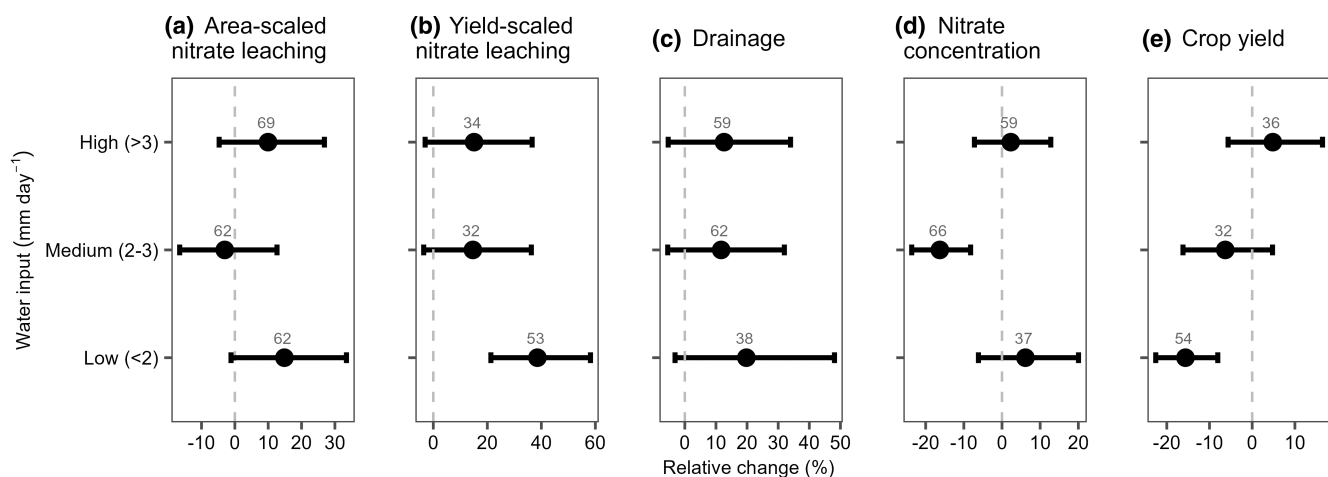 (a) Area-scaled
nitrate leaching
(b) Yield-scaled
nitrate leaching
(c) Drainage
(d) Nitrate
concentration
(e) Crop yield
Water input (mm day⁻¹)
High (>3)
69
34
59
59
36
Medium (2-3)
62
32
62
66
32
Low (<2)
62
53
38
37
54
-10 0 10 20 30
0 20 40 60
0 10 20 30 40 50
-20 -10 0 10 20
-20 -10 0 10
Relative change (%)